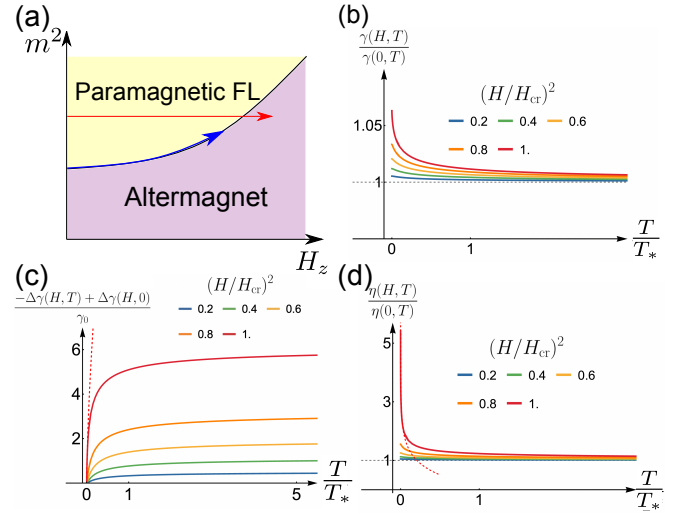 (a)
m²
Paramagnetic FL
Altermagnet
H_z
(b)
γ(H, T)
γ(0, T)
(H/H_cr)²
0.2 0.4 0.6
0.8 1.
1.05
1
0 1
T
T_*
(c)
−Δγ(H, T) + Δγ(H, 0)
γ₀
(H/H_cr)²
0.2 0.4 0.6
0.8 1.
6
4
2
0 1 5
T
T_*
(d)
η(H, T)
η(0, T)
(H/H_cr)²
0.2 0.4 0.6
0.8 1.
5
3
1
0 1
T
T_*